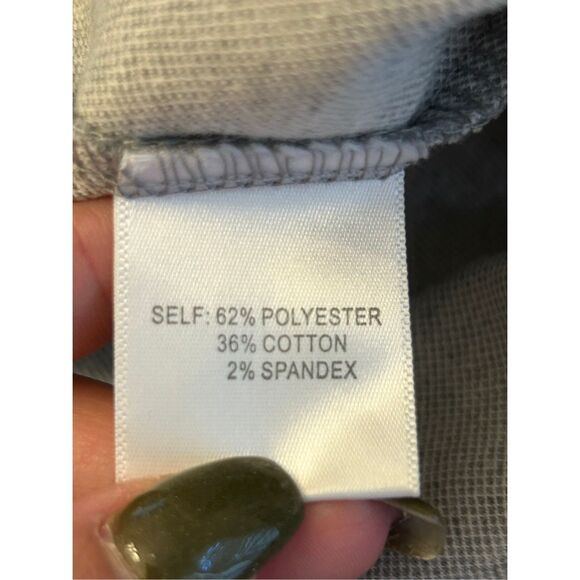 SELF: 62% POLYESTER
36% COTTON
2% SPANDEX